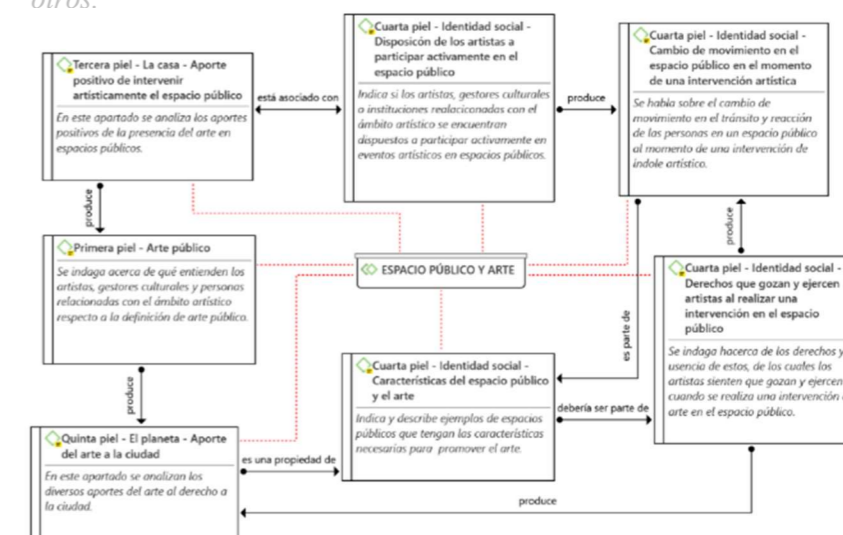 otros.
Tercera piel - La casa - Aporte
positivo de intervenir
artísticamente el espacio público
En este apartado se analiza los aportes
positivos de la presencia del arte en
espacios públicos.
está asociado con
Cuarta piel - Identidad social -
Disposicón de los artistas a
participar activamente en el
espacio público
Indica si los artistas, gestores culturales
o instituciones realaciconadas con el
ámbito artístico se encuentran
dispuestos a participar activamente en
eventos artísticos en espacios públicos.
produce
Cuarta piel - Identidad social -
Cambio de movimiento en el
espacio público en el momento
de una intervención artística
Se habla sobre el cambio de
movimiento en el tránsito y reacción
de las personas en un espacio público
al momento de una intervención de
índole artístico.
produce
produce
Primera piel - Arte público
Se indaga acerca de qué entienden los
artistas, gestores culturales y personas
relacionadas con el ámbito artístico
respecto a la definición de arte público.
ESPACIO PÚBLICO Y ARTE
Cuarta piel - Identidad social -
Derechos que gozan y ejercen
artistas al realizar una
intervención en el espacio
público
Se indaga hacerca de los derechos y
usencia de estos, de los cuales los
artistas sienten que gozan y ejercen
cuando se realiza una intervención
arte en el espacio público.
es parte de
produce
Cuarta piel - Identidad social -
Características del espacio público
y el arte
Indica y describe ejemplos de espacios
públicos que tengan las características
necesarias para promover el arte.
debería ser parte de
Quinta piel - El planeta - Aporte
del arte a la ciudad
En este apartado se analizan los
diversos aportes del arte al derecho a
la ciudad.
es una propiedad de
produce